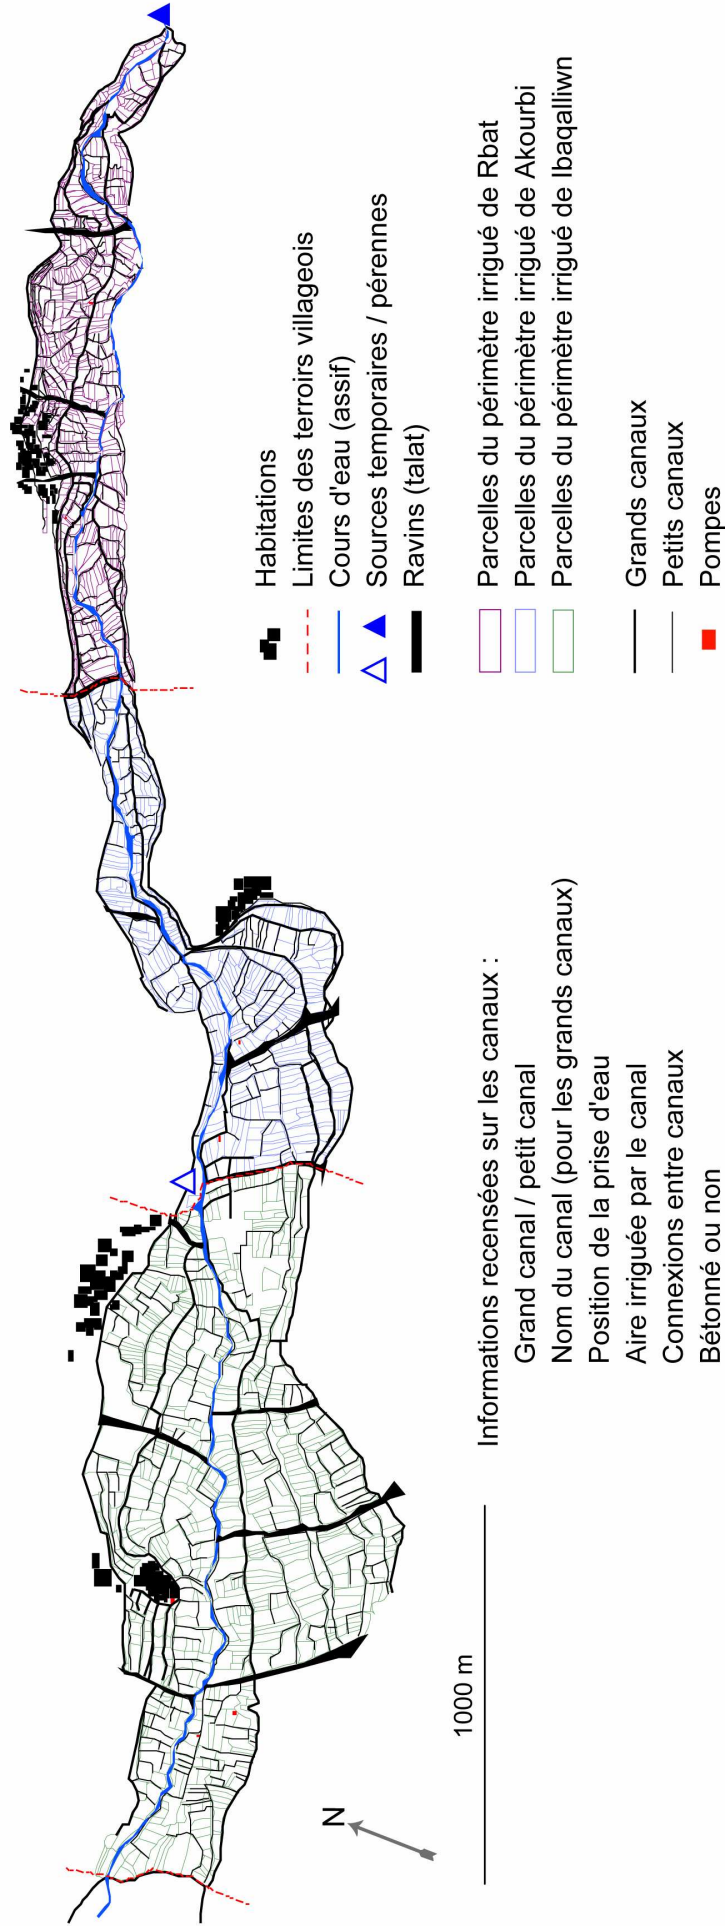 Habitations
Limites des terroirs villageois
Cours d'eau (assif)
Sources temporaires / pérennes
Ravins (talat)
Parcelles du périmètre irrigué de Rbat
Parcelles du périmètre irrigué de Akourbi
Parcelles du périmètre irrigué de Ibaqalliwn
Grands canaux
Petits canaux
Pompes
Informations recensées sur les canaux :
Grand canal / petit canal
Nom du canal (pour les grands canaux)
Position de la prise d'eau
Aire irriguée par le canal
Connexions entre canaux
Bétonné ou non
1000 m
N